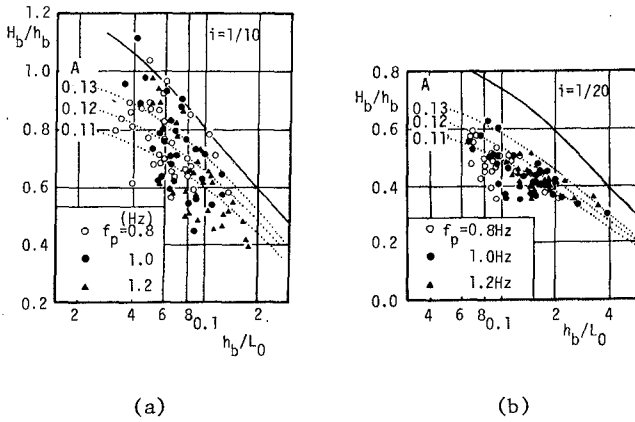 1.2
H_b/h_b
i=1/10
1.0
A
0.13
0.8
0.12
0.11
0.6
(Hz)
○ f_p=0.8
0.4
● 1.0
▲ 1.2
0.2
2 4 6 8 0.1 2
h_b/L_0
(a)
0.8
H_b/h_b
A
i=1/20
0.13
0.6
0.12
0.11
0.4
○ f_p=0.8Hz
0.2
● 1.0Hz
▲ 1.2Hz
0.0
4 6 8 0.1 2 4
h_b/L_0
(b)